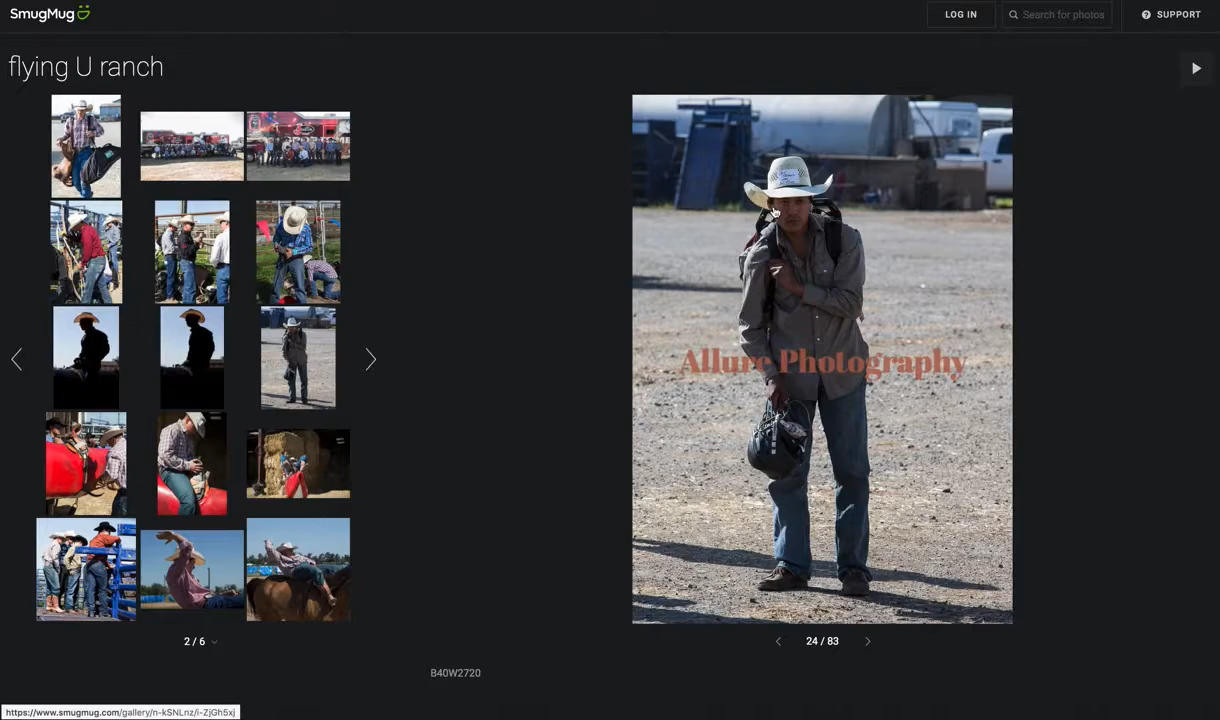 SmugMug
LOG IN
Search for photos
SUPPORT
flying U ranch
Allure Photography
2 / 6
24 / 83
B40W2720
https://www.smugmug.com/gallery/n-kSNLnz/i-ZjGh5xj